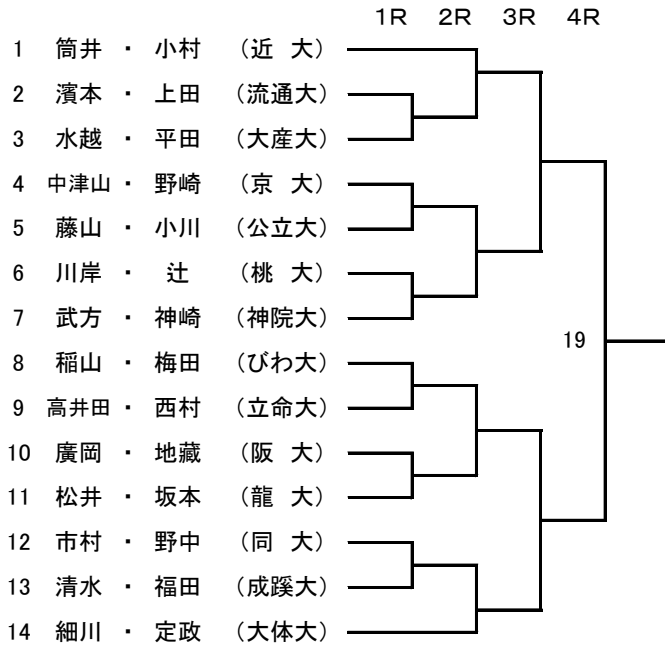 1R 2R 3R 4R
1 筒井 ・ 小村 (近 大)
2 濱本 ・ 上田 (流通大)
3 水越 ・ 平田 (大産大)
4 中津山 ・ 野崎 (京 大)
5 藤山 ・ 小川 (公立大)
6 川岸 ・ 辻 (桃 大)
7 武方 ・ 神崎 (神院大)
19
8 稲山 ・ 梅田 (びわ大)
9 高井田 ・ 西村 (立命大)
10 廣岡 ・ 地藏 (阪 大)
11 松井 ・ 坂本 (龍 大)
12 市村 ・ 野中 (同 大)
13 清水 ・ 福田 (成蹊大)
14 細川 ・ 定政 (大体大)